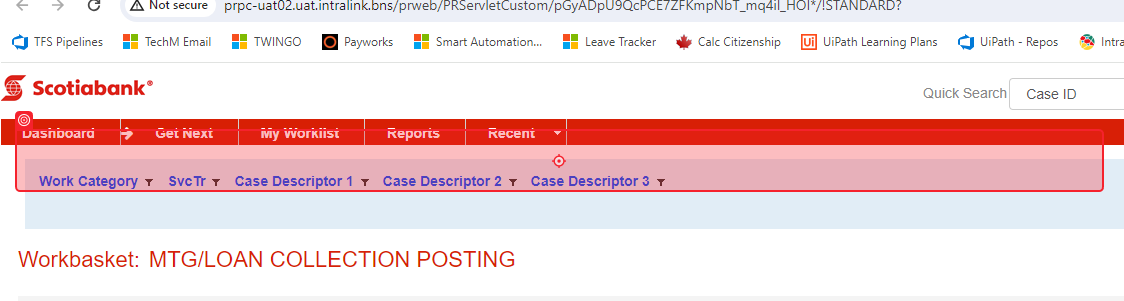 Not secure prpc-uat02.uat.intralink.bns/prweb/PRServletCustom/pGyADpU9QcPCE7ZFKmpNbT_mq4iI_HOI*/!STANDARD?
TFS Pipelines TechM Email TWINGO Payworks Smart Automation... Leave Tracker Calc Citizenship Ui UiPath Learning Plans UiPath - Repos Intra
Scotiabank® Quick Search Case ID
Dashboard Get Next My Worklist Reports Recent
Work Category SvcTr Case Descriptor 1 Case Descriptor 2 Case Descriptor 3
Workbasket: MTG/LOAN COLLECTION POSTING